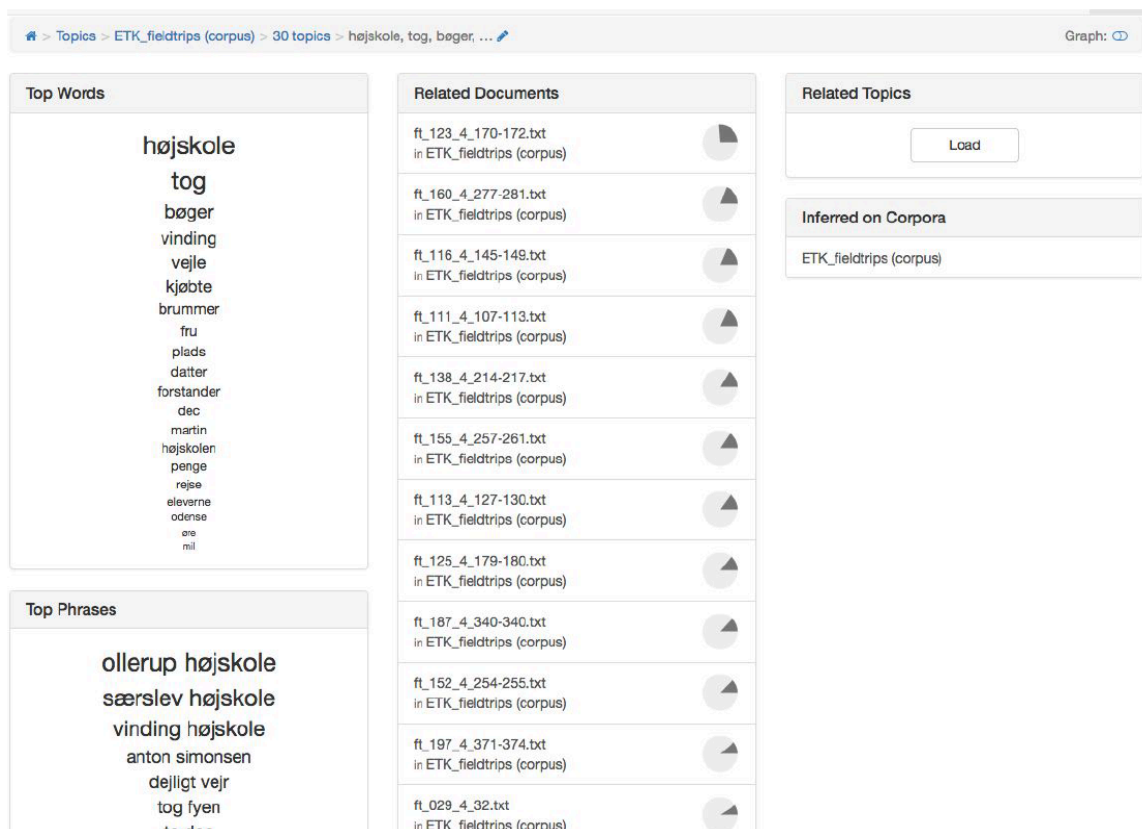 > Topics > ETK_fieldtrips (corpus) > 30 topics > højskole, tog, bøger, ...
Graph:
Top Words
højskole
tog
bøger
vinding
vejle
kjøbte
brummer
fru
plads
datter
forstander
dec
martin
højskolen
penge
rejse
eleverne
odense
øre
mil
Top Phrases
ollerup højskole
særslev højskole
vinding højskole
anton simonsen
dejligt vejr
tog fyen
Related Documents
ft_123_4_170-172.txt
in ETK_fieldtrips (corpus)
ft_160_4_277-281.txt
in ETK_fieldtrips (corpus)
ft_116_4_145-149.txt
in ETK_fieldtrips (corpus)
ft_111_4_107-113.txt
in ETK_fieldtrips (corpus)
ft_138_4_214-217.txt
in ETK_fieldtrips (corpus)
ft_155_4_257-261.txt
in ETK_fieldtrips (corpus)
ft_113_4_127-130.txt
in ETK_fieldtrips (corpus)
ft_125_4_179-180.txt
in ETK_fieldtrips (corpus)
ft_187_4_340-340.txt
in ETK_fieldtrips (corpus)
ft_152_4_254-255.txt
in ETK_fieldtrips (corpus)
ft_197_4_371-374.txt
in ETK_fieldtrips (corpus)
ft_029_4_32.txt
in ETK_fieldtrips (corpus)
Related Topics
Load
Inferred on Corpora
ETK_fieldtrips (corpus)